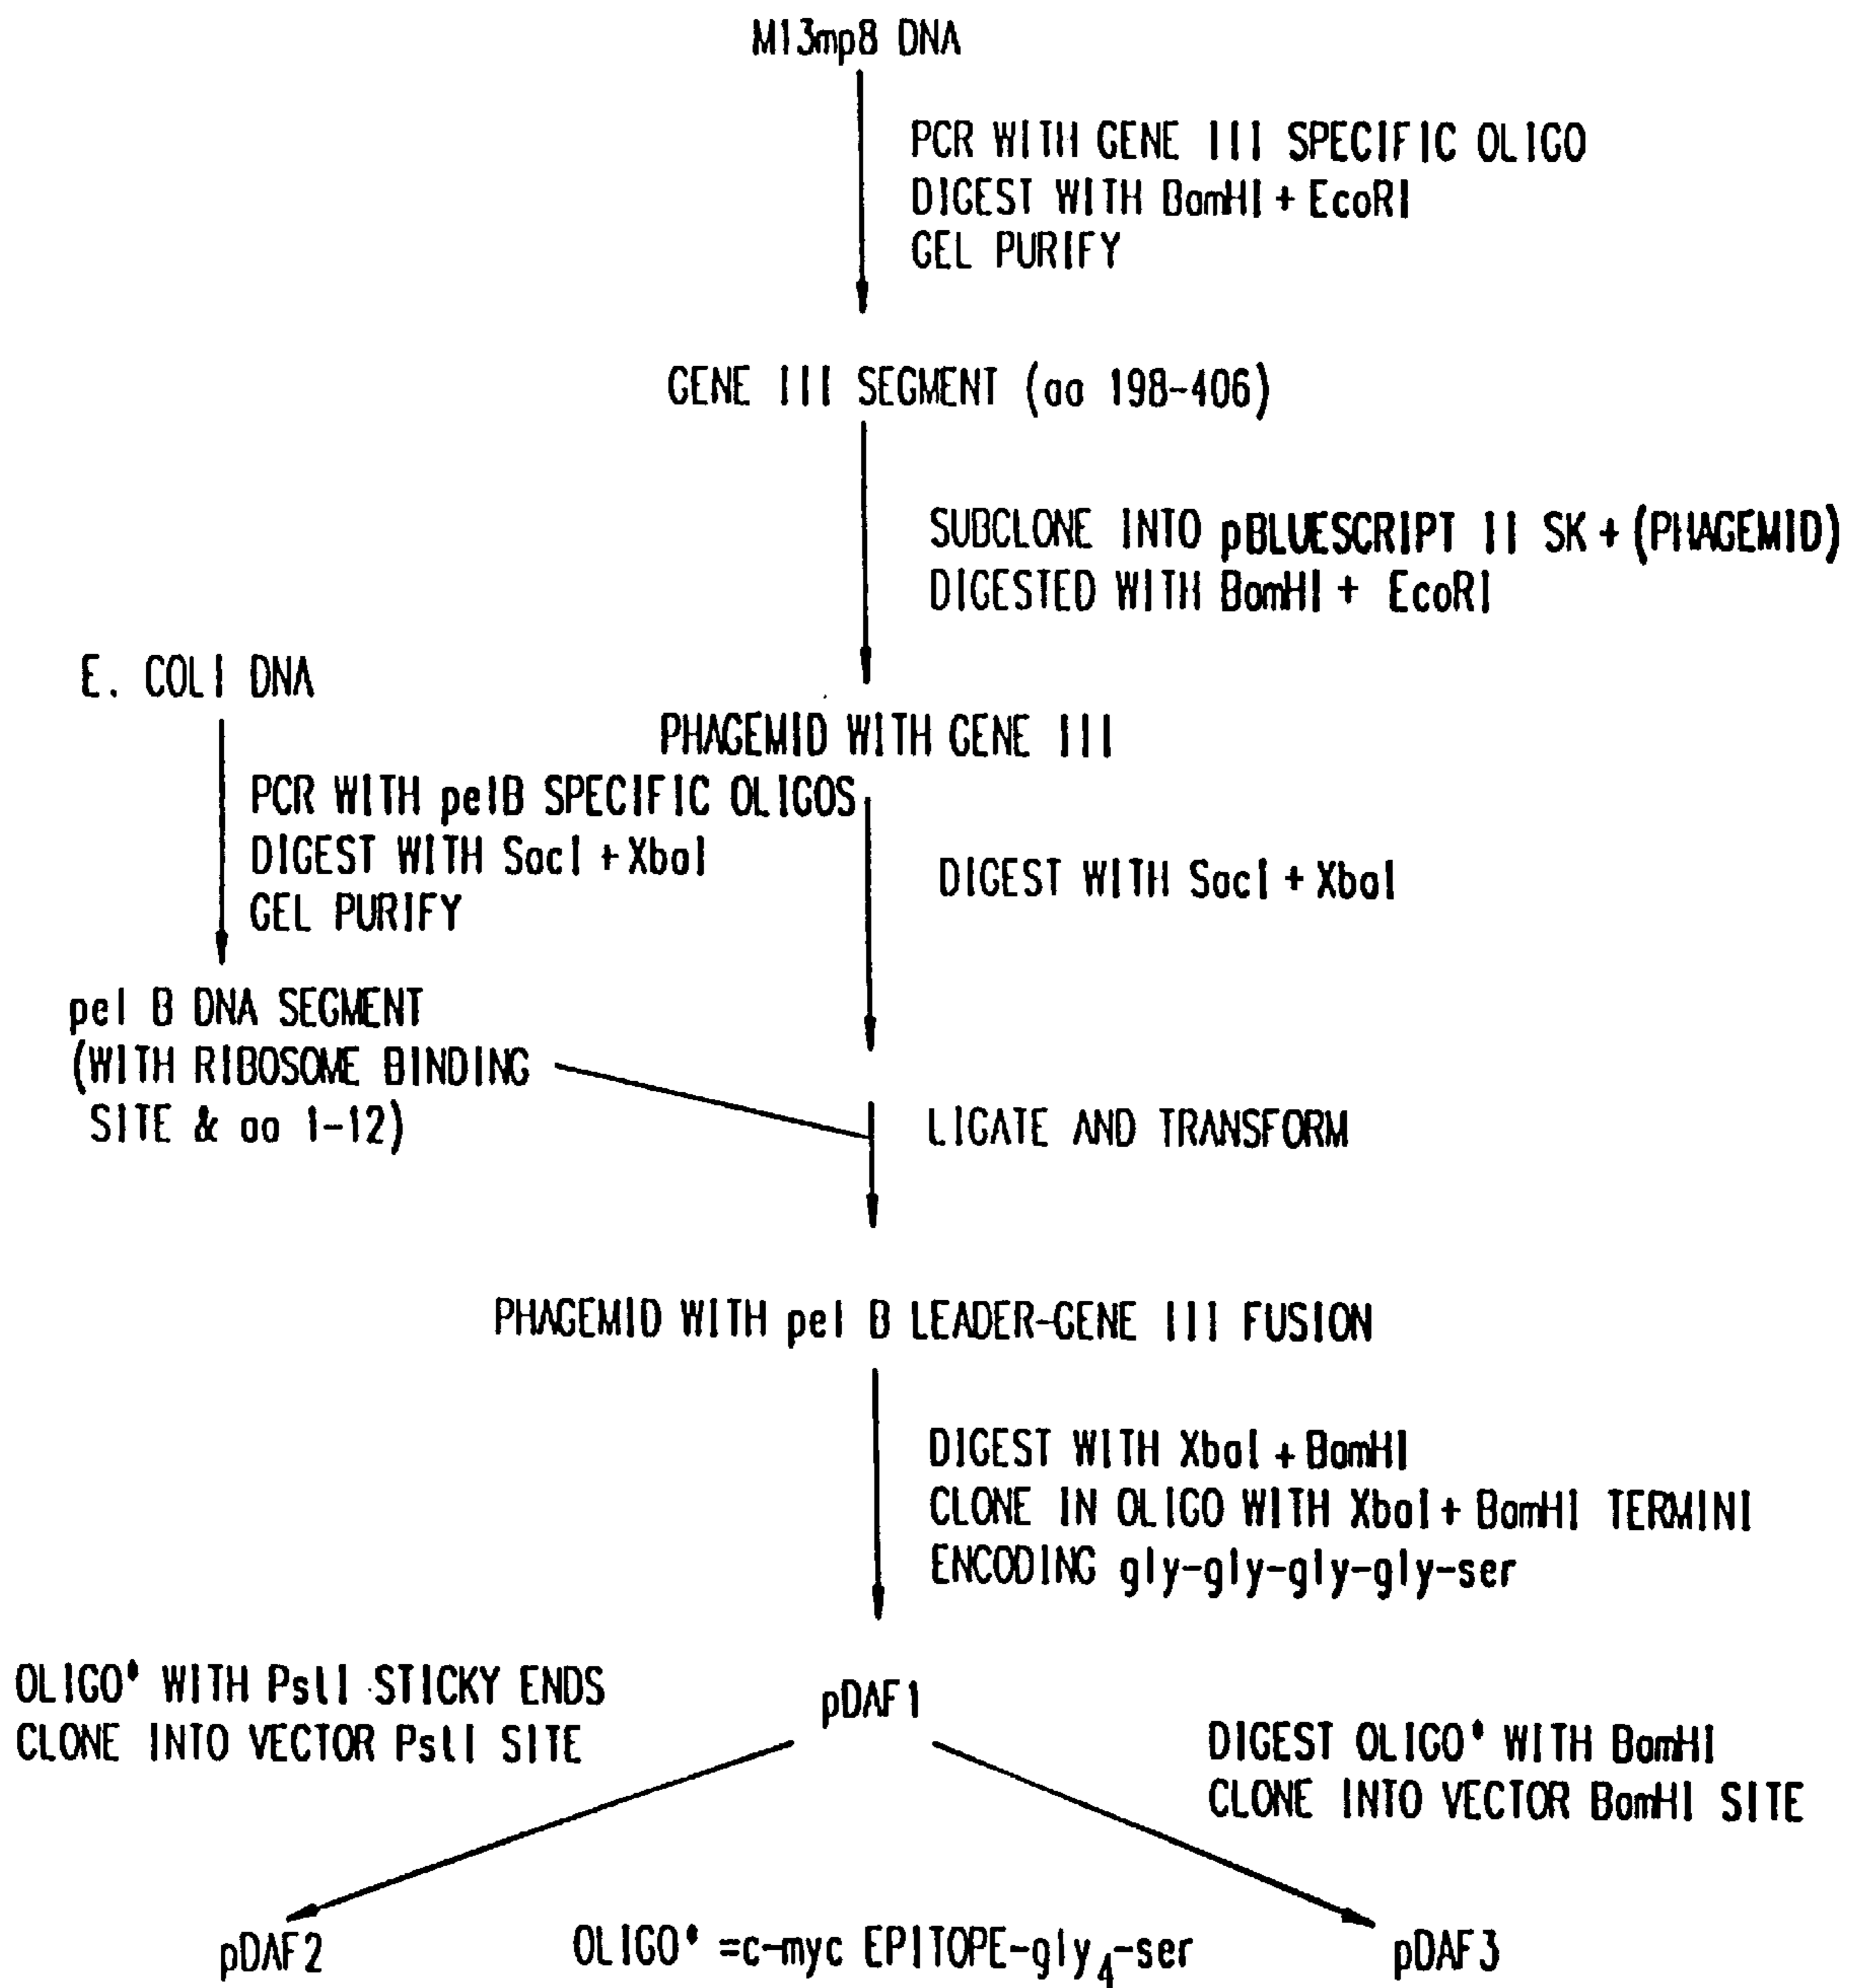 M13mp8 DNA
PCR WITH GENE III SPECIFIC OLIGO
DIGEST WITH BamHI + EcoRI
GEL PURIFY
GENE III SEGMENT (aa 198-406)
SUBCLONE INTO pBLUESCRIPT II SK + (PHAGEMID)
DIGESTED WITH BamHI + EcoRI
E. COLI DNA
PHAGEMID WITH GENE III
PCR WITH pelB SPECIFIC OLIGOS
DIGEST WITH SacI + XbaI
GEL PURIFY
DIGEST WITH SacI + XbaI
pel B DNA SEGMENT
(WITH RIBOSOME BINDING
SITE & aa 1-12)
LIGATE AND TRANSFORM
PHAGEMID WITH pel B LEADER-GENE III FUSION
DIGEST WITH XbaI + BamHI
CLONE IN OLIGO WITH XbaI + BamHI TERMINI
ENCODING gly-gly-gly-gly-ser
OLIGO* WITH PstI STICKY ENDS
CLONE INTO VECTOR PstI SITE
pDAF1
DIGEST OLIGO* WITH BamHI
CLONE INTO VECTOR BamHI SITE
pDAF2
OLIGO* =c-myc EPITOPE-gly₄-ser
pDAF3